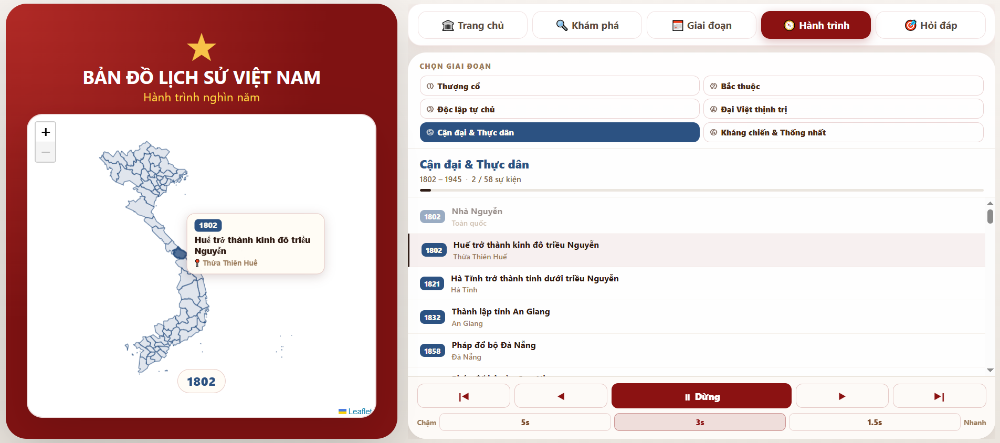 BẢN ĐỒ LỊCH SỬ VIỆT NAM
Hành trình nghìn năm
+
−
1802
Huế trở thành kinh đô triều
Nguyễn
Thừa Thiên Huế
1802
Leaflet
Trang chủ
Khám phá
Giai đoạn
Hành trình
Hỏi đáp
CHỌN GIAI ĐOẠN
① Thượng cổ
② Bắc thuộc
③ Độc lập tự chủ
④ Đại Việt thịnh trị
⑤ Cận đại & Thực dân
⑥ Kháng chiến & Thống nhất
Cận đại & Thực dân
1802 – 1945 · 2 / 58 sự kiện
1802 Nhà Nguyễn
Toàn quốc
1802 Huế trở thành kinh đô triều Nguyễn
Thừa Thiên Huế
1821 Hà Tĩnh trở thành tỉnh dưới triều Nguyễn
Hà Tĩnh
1832 Thành lập tỉnh An Giang
An Giang
1858 Pháp đổ bộ Đà Nẵng
Đà Nẵng
Dừng
Chậm
5s
3s
1.5s
Nhanh